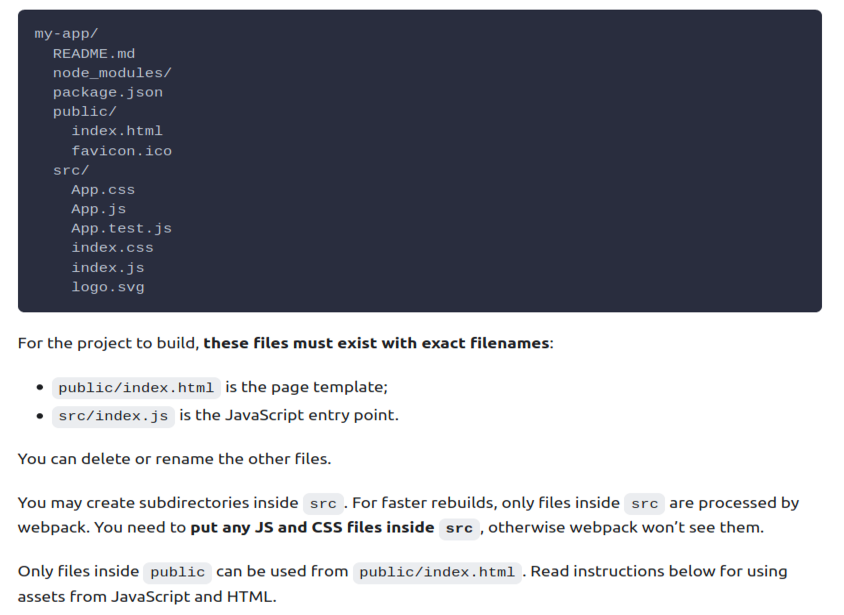 my-app/
README.md
node_modules/
package.json
public/
index.html
favicon.ico
src/
App.css
App.js
App.test.js
index.css
index.js
logo.svg
For the project to build, these files must exist with exact filenames:
• public/index.html is the page template;
• src/index.js is the JavaScript entry point.
You can delete or rename the other files.
You may create subdirectories inside src. For faster rebuilds, only files inside src are processed by
webpack. You need to put any JS and CSS files inside src, otherwise webpack won’t see them.
Only files inside public can be used from public/index.html. Read instructions below for using
assets from JavaScript and HTML.